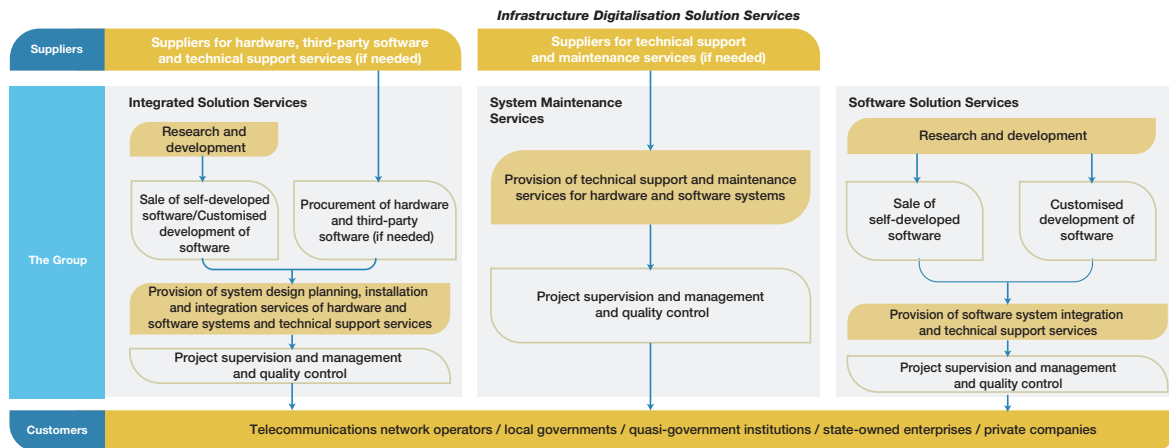 Infrastructure Digitalisation Solution Services
Suppliers
Suppliers for hardware, third-party software
and technical support services (if needed)
Suppliers for technical support
and maintenance services (if needed)
The Group
Integrated Solution Services
Research and
development
Sale of self-developed
software/Customised
development of
software
Procurement of hardware
and third-party
software (if needed)
Provision of system design planning, installation
and integration services of hardware and
software systems and technical support services
Project supervision and management
and quality control
System Maintenance
Services
Provision of technical support and maintenance
services for hardware and software systems
Project supervision and management
and quality control
Software Solution Services
Research and development
Sale of
self-developed
software
Customised
development of
software
Provision of software system integration
and technical support services
Project supervision and management
and quality control
Customers
Telecommunications network operators / local governments / quasi-government institutions / state-owned enterprises / private companies